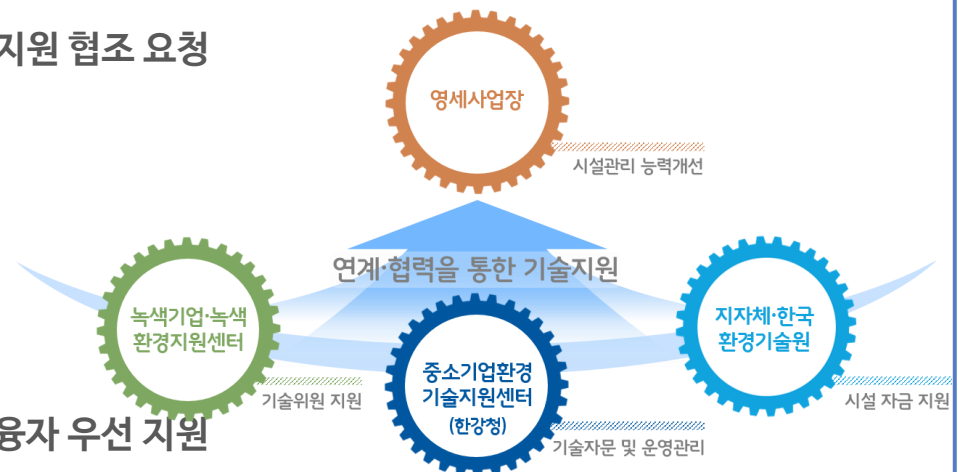 지원 협조 요청
영세사업장
시설관리 능력개선
연계·협력을 통한 기술지원
녹색기업·녹색
환경지원센터
기술위원 지원
중소기업환경
기술지원센터
(한강청)
기술자문 및 운영관리
지자체·한국
환경기술원
시설 자금 지원
융자 우선 지원